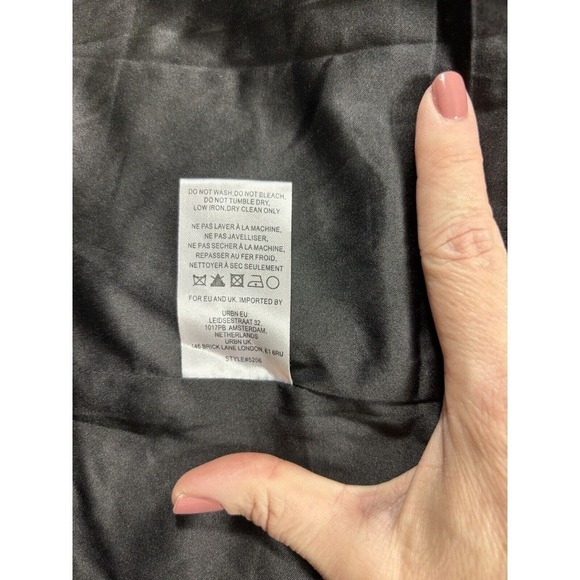 DO NOT WASH,DO NOT BLEACH,
DO NOT TUMBLE DRY,
LOW IRON,DRY CLEAN ONLY
NE PAS LAVER À LA MACHINE,
NE PAS JAVELLISER,
NE PAS SECHER À LA MACHINE,
REPASSER AU FER FROID,
NETTOYER À SEC SEULEMENT
FOR EU AND UK. IMPORTED BY
URBN EU:
LEIDSESTRAAT 32,
1017PB AMSTERDAM,
NETHERLANDS
URBN UK:
145 BRICK LANE LONDON, E1 6RU
STYLE#5206